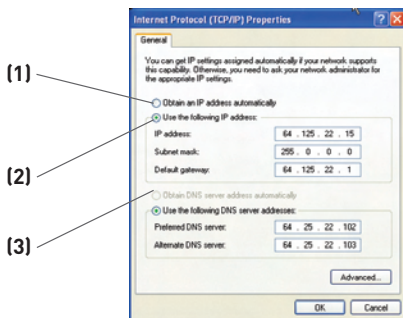 Internet Protocol (TCP/IP) Properties
General
You can get IP settings assigned automatically if your network supports
this capability. Otherwise, you need to ask your network administrator for
the appropriate IP settings.
(1)
Obtain an IP address automatically
Use the following IP address:
(2)
IP address: 64 . 125 . 22 . 15
Subnet mask: 255 . 0 . 0 . 0
Default gateway: 64 . 125 . 22 . 1
Obtain DNS server address automatically
(3)
Use the following DNS server addresses:
Preferred DNS server: 64 . 25 . 22 . 102
Alternate DNS server: 64 . 25 . 22 . 103
Advanced...
OK Cancel